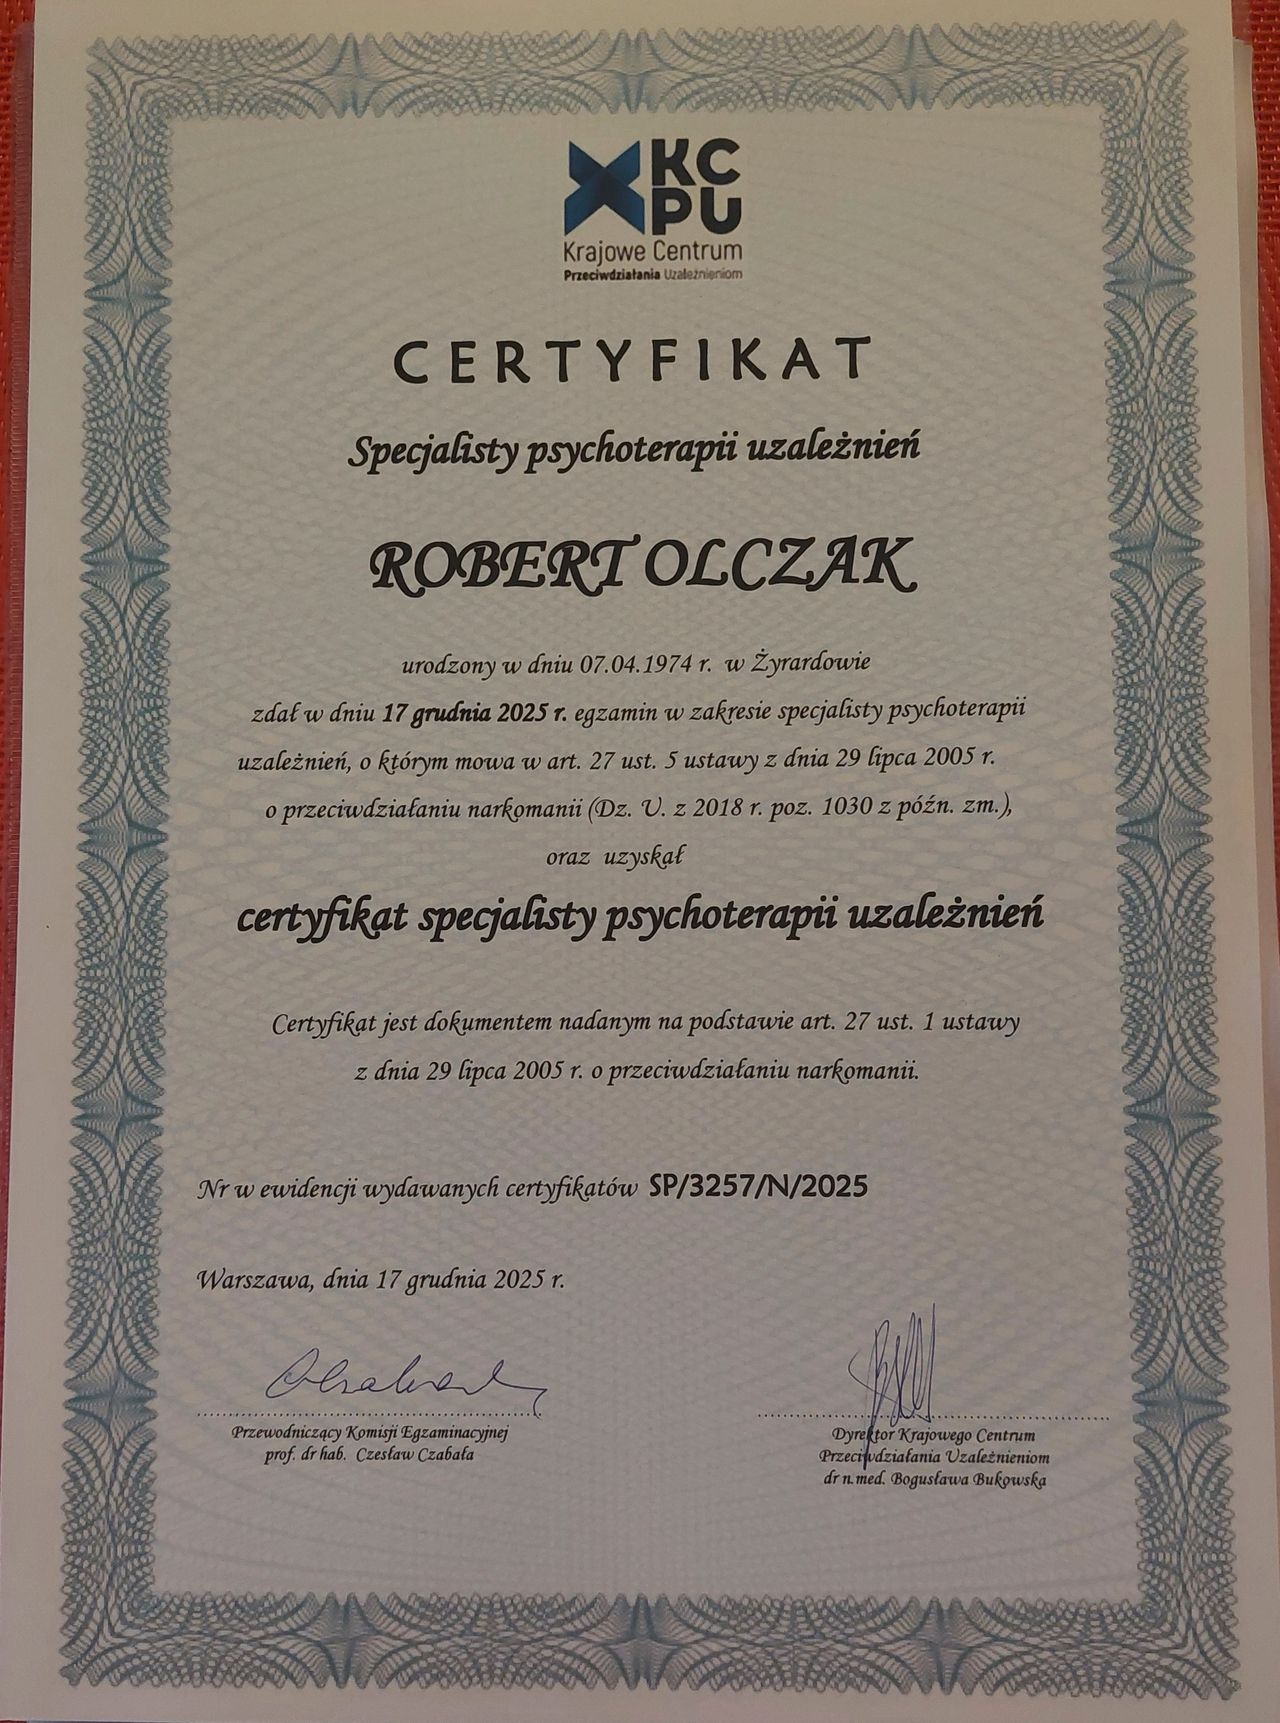 KC
PU
Krajowe Centrum
Przeciwdziałania Uzależnieniom
CERTYFIKAT
Specjalisty psychoterapii uzależnień
ROBERT OLCZAK
urodzony w dniu 07.04.1974 r. w Żyrardowie
zdał w dniu 17 grudnia 2025 r. egzamin w zakresie specjalisty psychoterapii
uzależnień, o którym mowa w art. 27 ust. 5 ustawy z dnia 29 lipca 2005 r.
o przeciwdziałaniu narkomanii (Dz. U. z 2018 r. poz. 1030 z późn. zm.),
oraz uzyskał
certyfikat specjalisty psychoterapii uzależnień
Certyfikat jest dokumentem nadanym na podstawie art. 27 ust. 1 ustawy
z dnia 29 lipca 2005 r. o przeciwdziałaniu narkomanii.
Nr w ewidencji wydawanych certyfikatów SP/3257/N/2025
Warszawa, dnia 17 grudnia 2025 r.
Przewodniczący Komisji Egzaminacyjnej
prof. dr hab. Czesław Czabała
Dyrektor Krajowego Centrum
Przeciwdziałania Uzależnieniom
dr n. med. Bogusława Bukowska